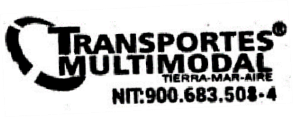 TRANSPORTES®
MULTIMODAL
TIERRA-MAR-AIRE
NIT:900.683.508-4